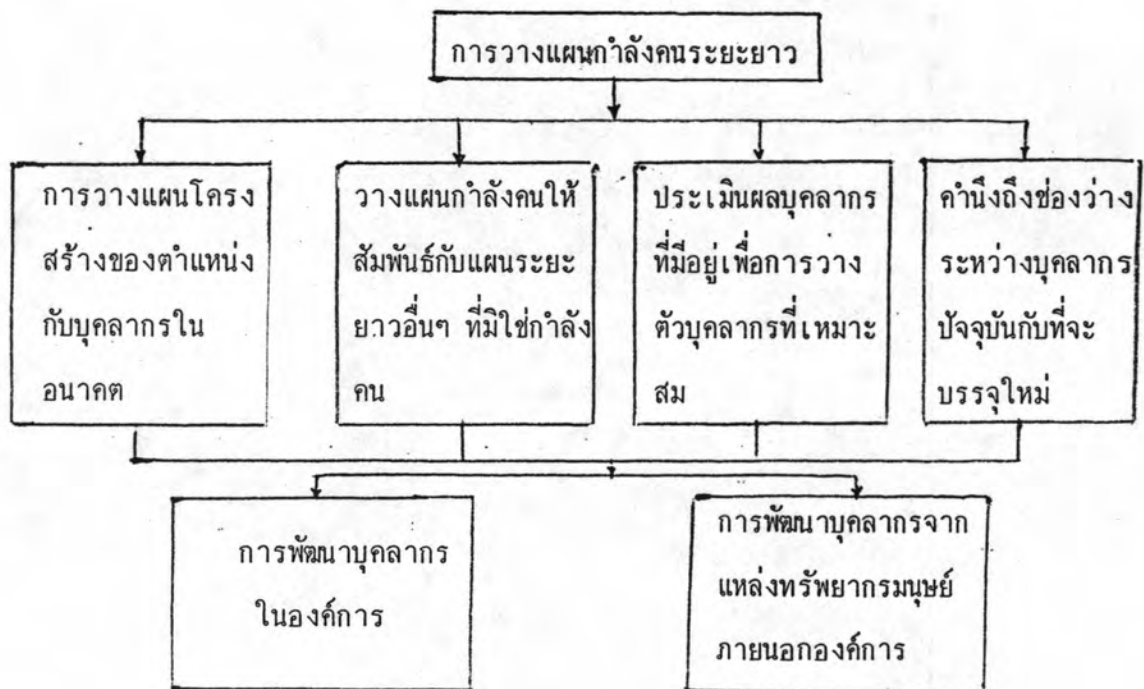 การวางแผนกำลังคนระยะยาว
การวางแผนโครง
สร้างของตำแหน่ง
กับบุคลากรใน
อนาคต
วางแผนกำลังคนให้
สัมพันธ์กับแผนระยะ
ยาวอื่นๆ ที่มิใช่กำลัง
คน
ประเมินผลบุคลากร
ที่มีอยู่เพื่อการวาง
ตัวบุคลากรที่เหมาะ
สม
คำนึงถึงช่องว่าง
ระหว่างบุคลากร
ปัจจุบันกับที่จะ
บรรจุใหม่
การพัฒนาบุคลากร
ในองค์การ
การพัฒนาบุคลากรจาก
แหล่งทรัพยากรมนุษย์
ภายนอกองค์การ